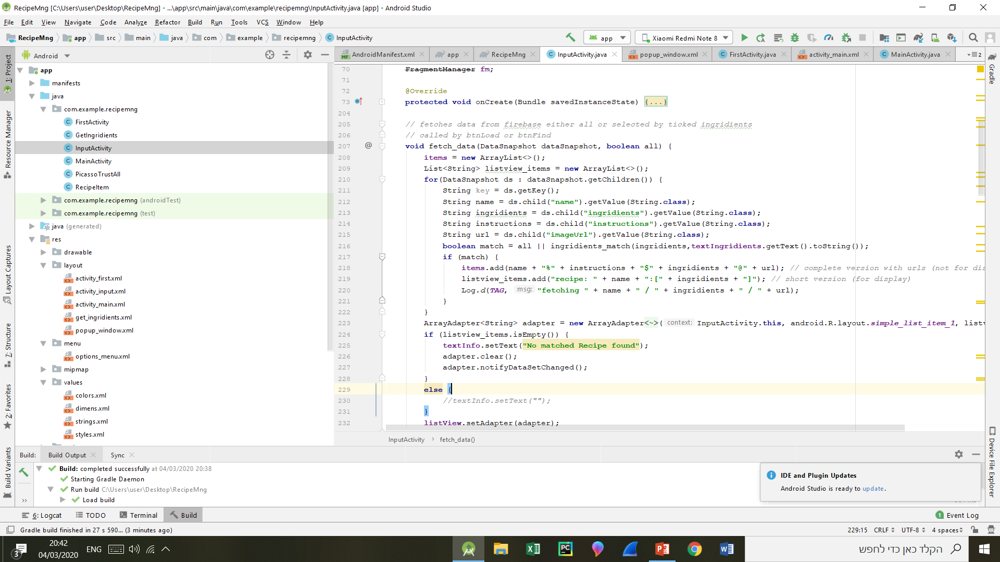 RecipeMng [C:\Users\user\Desktop\RecipeMng] - ...\app\src\main\java\com\example\recipemng\InputActivity.java [app] - Android Studio
File Edit View Navigate Code Analyze Refactor Build Run Tools VCS Window Help
RecipeMng app src main java com example recipemng InputActivity
app Xiaomi Redmi Note 8
Android
AndroidManifest.xml app RecipeMng InputActivity.java popup_window.xml FirstActivity.java activity_main.xml MainActivity.java 2
1: Project
Resource Manager
Layout Captures
7: Structure
2: Favorites
Build Variants
app
manifests
java
com.example.recipemng
FirstActivity
GetIngridients
InputActivity
MainActivity
PicassoTrustAll
RecipeItem
com.example.recipemng (androidTest)
com.example.recipemng (test)
java (generated)
res
drawable
layout
activity_first.xml
activity_input.xml
activity_main.xml
get_ingridients.xml
popup_window.xml
menu
options_menu.xml
mipmap
values
colors.xml
dimens.xml
strings.xml
styles.xml
70 FragmentManager fm;
71
72 @Override
73 protected void onCreate(Bundle savedInstanceState) {...}
204
205 // fetches data from firebase either all or selected by ticked ingridients
206 // called by btnLoad or btnFind
207 @ void fetch_data(DataSnapshot dataSnapshot, boolean all) {
208 items = new ArrayList<>();
209 List<String> listview_items = new ArrayList<>();
210 for(DataSnapshot ds : dataSnapshot.getChildren()) {
211 String key = ds.getKey();
212 String name = ds.child("name").getValue(String.class);
213 String ingridients = ds.child("ingridients").getValue(String.class);
214 String instructions = ds.child("instructions").getValue(String.class);
215 String url = ds.child("imageUrl").getValue(String.class);
216 boolean match = all || ingridients_match(ingridients,textIngridients.getText().toString());
217 if (match) {
218 items.add(name + "%" + instructions + "$" + ingridients + "@" + url); // complete version with urls (not for dis
219 listview_items.add("recipe: " + name + ":[" + ingridients + "]"); // short version (for display)
220 Log.d(TAG, msg: "fetching " + name + " / " + ingridients + " / " + url);
221 }
222 }
223 ArrayAdapter<String> adapter = new ArrayAdapter<~>( context: InputActivity.this, android.R.layout.simple_list_item_1, listv
224 if (listview_items.isEmpty()) {
225 textInfo.setText("No matched Recipe found");
226 adapter.clear();
227 adapter.notifyDataSetChanged();
228 }
229 else {
230 //textInfo.setText("");
231 }
232 listView.setAdapter(adapter);
InputActivity fetch_data()
Gradle
Device File Explorer
Build: Build Output Sync
Build: completed successfully at 04/03/2020 20:38
Starting Gradle Daemon
Run build C:\Users\user\Desktop\RecipeMng
Load build
IDE and Plugin Updates
Android Studio is ready to update.
6: Logcat TODO Terminal Build 1 Event Log
Gradle build finished in 27 s 590... (3 minutes ago) 229:15 CRLF UTF-8 4 spaces
3 20:42 ENG
04/03/2020
הקלד כאן כדי לחפש